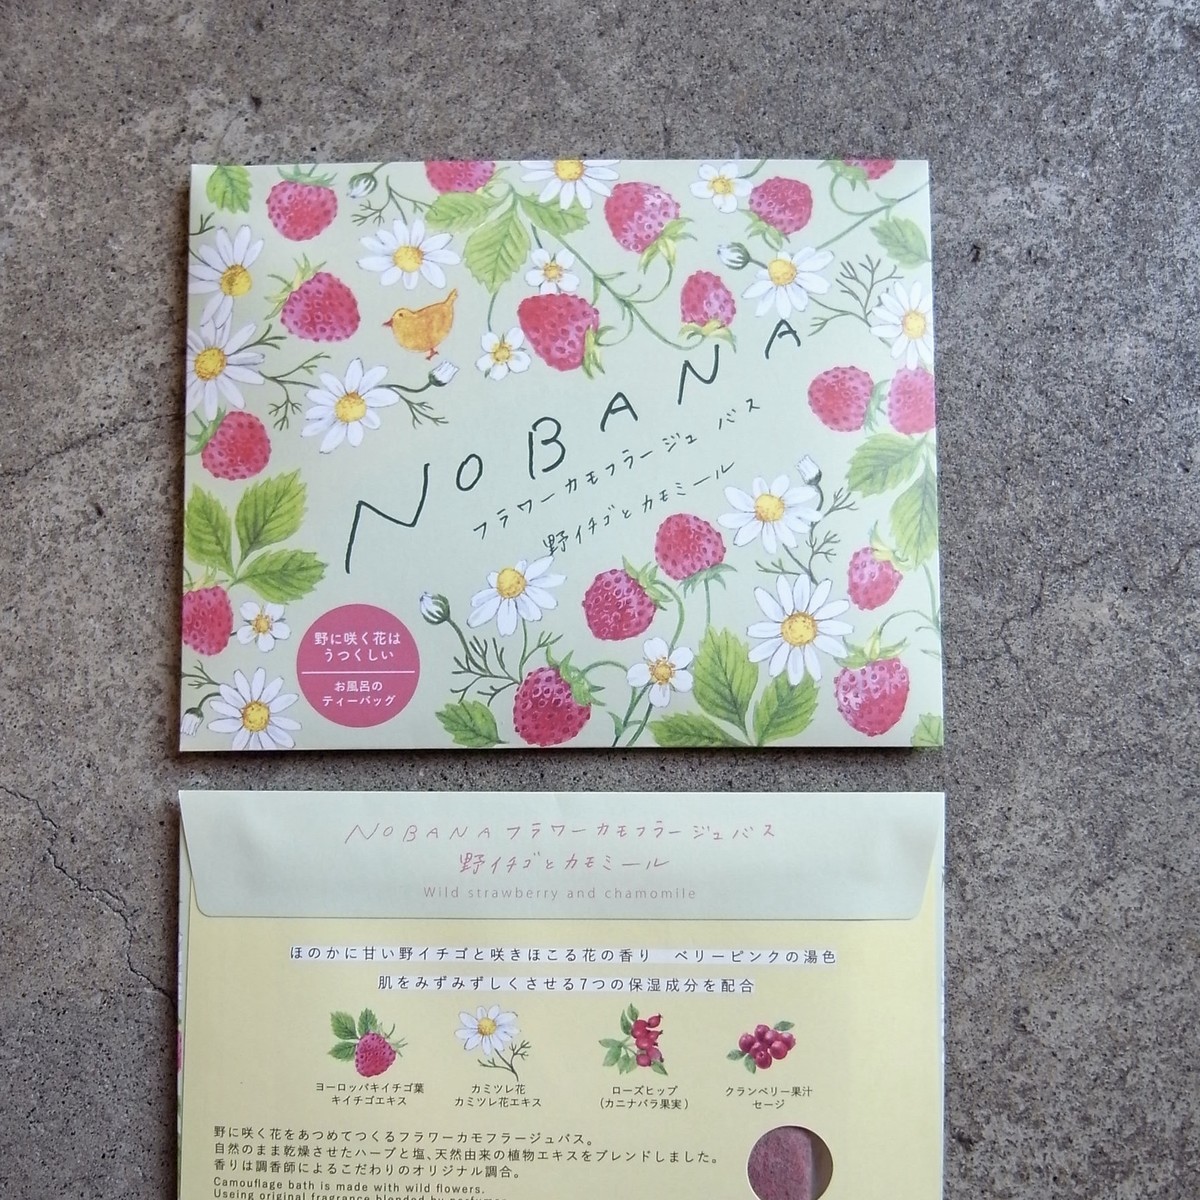 NOBANA
フラワーカモフラージュ バス
野イチゴとカモミール
野に咲く花は
うつくしい
お風呂の
ティーバッグ
NOBANAフラワーカモフラージュバス
野イチゴとカモミール
Wild strawberry and chamomile
ほのかに甘い野イチゴと咲きほこる花の香り　ベリーピンクの湯色
肌をみずみずしくさせる7つの保湿成分を配合
ヨーロッパキイチゴ葉
キイチゴエキス
カミツレ花
カミツレ花エキス
ローズヒップ
(カニナバラ果実)
クランベリー果汁
セージ
野に咲く花をあつめてつくるフラワーカモフラージュバス。
自然のまま乾燥させたハーブと塩、天然由来の植物エキスをブレンドしました。
香りは調香師によるこだわりのオリジナル調合。
Camouflage bath is made with wild flowers.
Useing original fragrance blended by